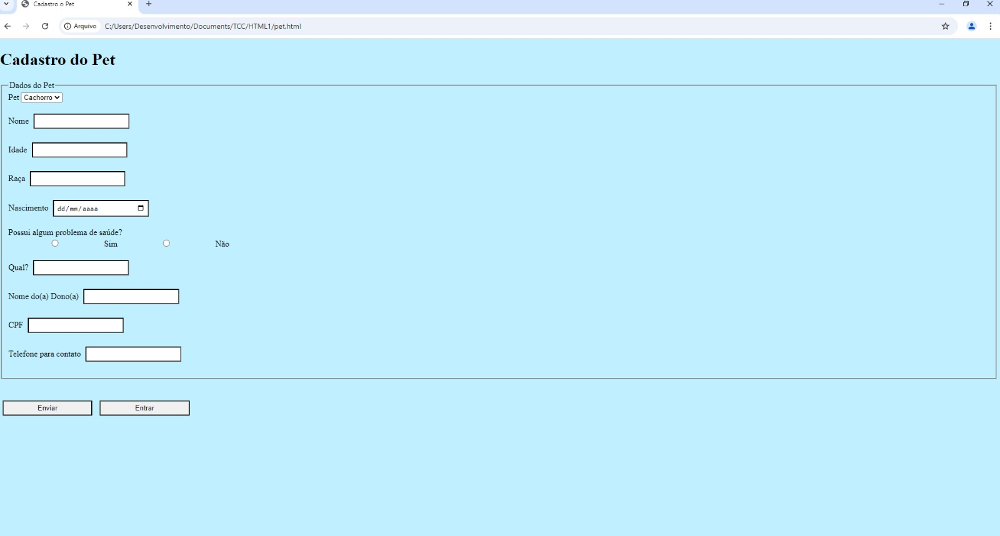 Cadastro o Pet
Arquivo C:/Users/Desenvolvimento/Documents/TCC/HTML1/pet.html
Cadastro do Pet
Dados do Pet
Pet Cachorro
Nome
Idade
Raça
Nascimento dd/mm/aaaa
Possui algum problema de saúde?
Sim Não
Qual?
Nome do(a) Dono(a)
CPF
Telefone para contato
Enviar Entrar